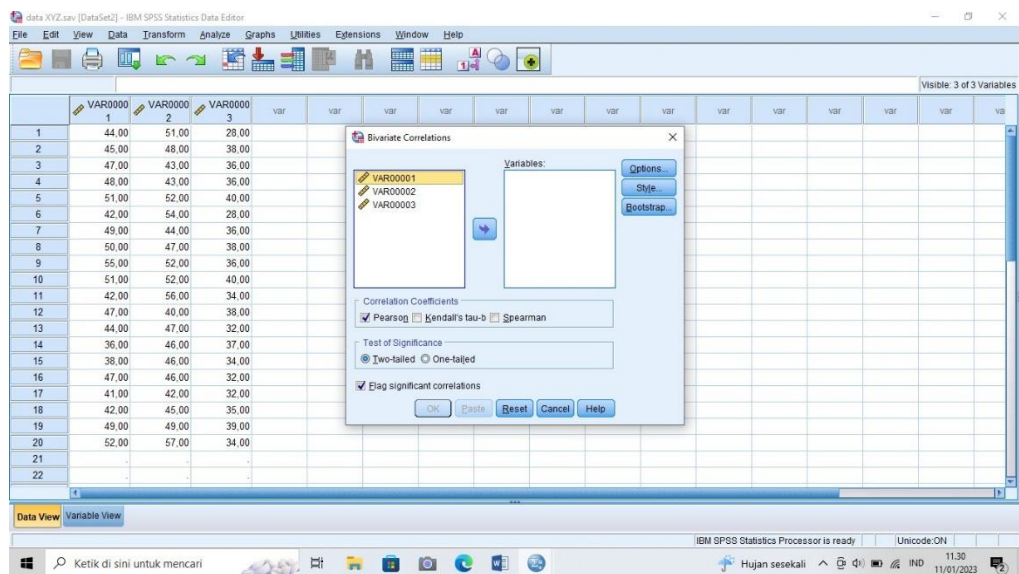 data XYZ.sav [DataSet2] - IBM SPSS Statistics Data Editor
File Edit View Data Transform Analyze Graphs Utilities Extensions Window Help
Visible: 3 of 3 Variables
VAR00001 VAR00002 VAR00003 var var var var var var var var var var var var var va
1 44,00 51,00 28,00
2 45,00 48,00 38,00
3 47,00 43,00 36,00
4 48,00 43,00 36,00
5 51,00 52,00 40,00
6 42,00 54,00 28,00
7 49,00 44,00 36,00
8 50,00 47,00 38,00
9 55,00 52,00 36,00
10 51,00 52,00 40,00
11 42,00 56,00 34,00
12 47,00 40,00 38,00
13 44,00 47,00 32,00
14 36,00 46,00 37,00
15 38,00 46,00 34,00
16 47,00 46,00 32,00
17 41,00 42,00 32,00
18 42,00 45,00 35,00
19 49,00 49,00 39,00
20 52,00 57,00 34,00
21 . . .
22 . . .
Bivariate Correlations
Variables:
VAR00001
VAR00002
VAR00003
Options...
Style...
Bootstrap...
Correlation Coefficients
Pearson Kendall's tau-b Spearman
Test of Significance
Two-tailed One-tailed
Flag significant correlations
OK Paste Reset Cancel Help
Data View Variable View
IBM SPSS Statistics Processor is ready Unicode:ON
Ketik di sini untuk mencari
Hujan sesekali IND 11.30
11/01/2023
2